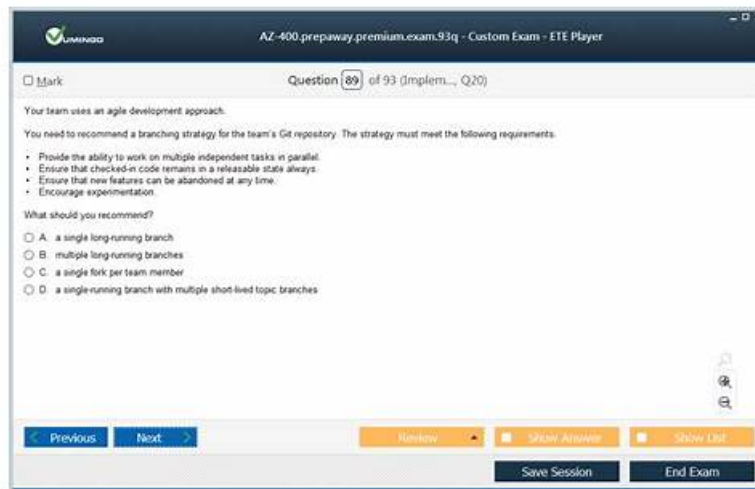 VUMINGO
AZ-400.prepaway.premium.exam.93q - Custom Exam - ETE Player
Mark
Question 89 of 93 (Implem..., Q20)
Your team uses an agile development approach.
You need to recommend a branching strategy for the team's Git repository. The strategy must meet the following requirements.
• Provide the ability to work on multiple independent tasks in parallel.
• Ensure that checked-in code remains in a releasable state always.
• Ensure that new features can be abandoned at any time.
• Encourage experimentation.
What should you recommend?
A. a single long-running branch
B. multiple long-running branches
C. a single fork per team member
D. a single-running branch with multiple short-lived topic branches
Previous
Next
Review
Show Answer
Show List
Save Session
End Exam